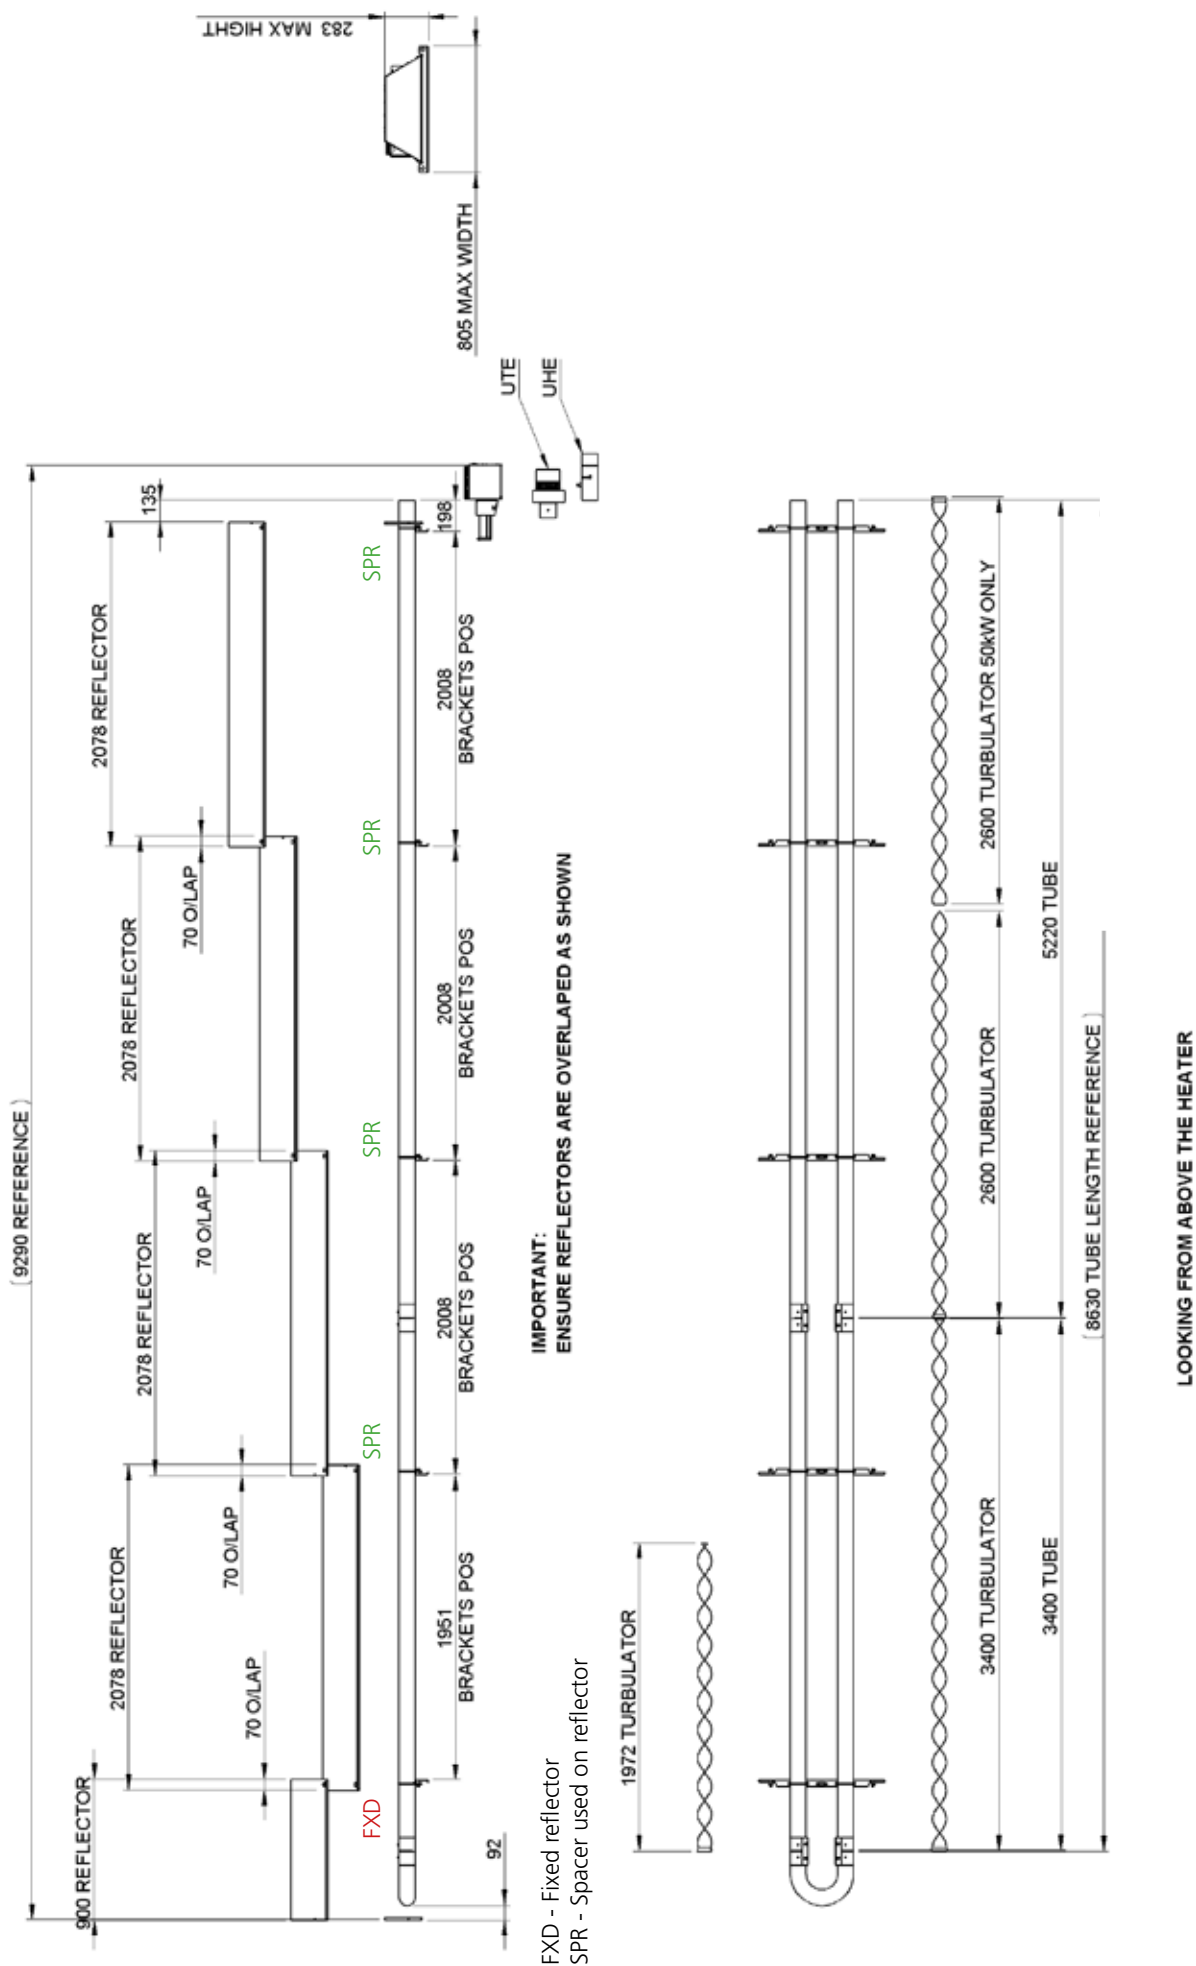 [ 9290 REFERENCE ]
900 REFLECTOR
2078 REFLECTOR
2078 REFLECTOR
2078 REFLECTOR
2078 REFLECTOR
135
70 O/LAP
70 O/LAP
70 O/LAP
70 O/LAP
FXD
SPR
SPR
SPR
SPR
92
1951
BRACKETS POS
2008
BRACKETS POS
2008
BRACKETS POS
2008
BRACKETS POS
198
283 MAX HIGHT
805 MAX WIDTH
UTE
UHE
IMPORTANT:
ENSURE REFLECTORS ARE OVERLAPED AS SHOWN
FXD - Fixed reflector
SPR - Spacer used on reflector
1972 TURBULATOR
3400 TURBULATOR
2600 TURBULATOR
2600 TURBULATOR 50kW ONLY
3400 TUBE
5220 TUBE
[ 8630 TUBE LENGTH REFERENCE ]
LOOKING FROM ABOVE THE HEATER